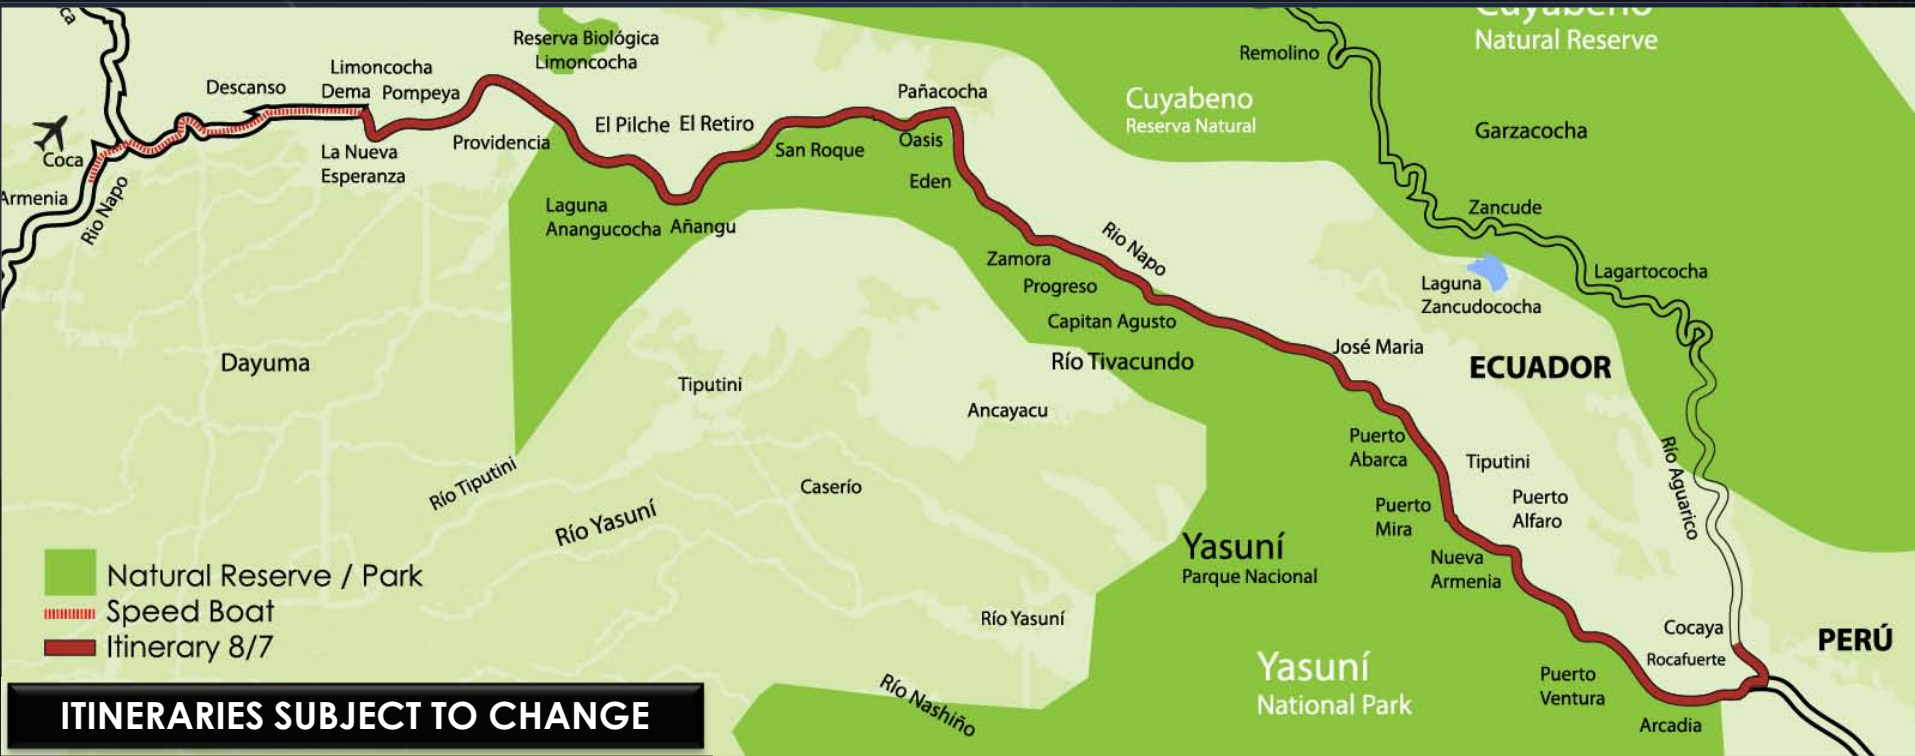 ca
Cuyabeno
Natural Reserve
Remolino
Reserva Biológica
Limoncocha
Limoncocha
Dema Pompeya
Descanso
Pañacocha
Cuyabeno
Reserva Natural
Garzacocha
El Pilche El Retiro
Providencia
Oasis
San Roque
Coca
La Nueva
Esperanza
Eden
Armenia
Rio Napo
Laguna
Anangucocha
Añangu
Zancude
Rio Napo
Zamora
Lagartococha
Progreso
Laguna
Zancudococha
Capitan Agusto
José Maria
Dayuma
Río Tivacundo
ECUADOR
Tiputini
Ancayacu
Puerto
Abarca
Tiputini
Río Aguarico
Río Tiputini
Caserío
Río Yasuní
Puerto
Mira
Puerto
Alfaro
Yasuní
Parque Nacional
Nueva
Armenia
Natural Reserve / Park
Speed Boat
Itinerary 8/7
Río Yasuní
Cocaya
PERÚ
Rocafuerte
Yasuní
National Park
Puerto
Ventura
Río Nashiño
Arcadia
ITINERARIES SUBJECT TO CHANGE